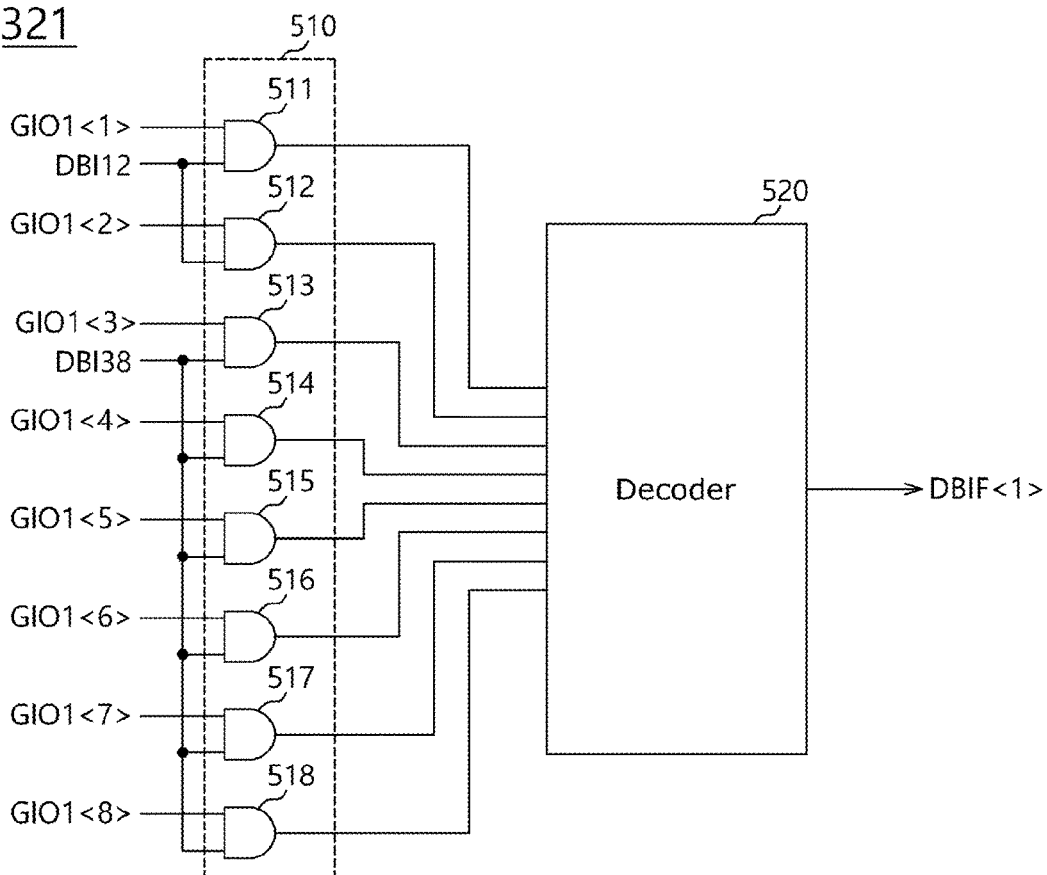 321
510
511
GIO1<1>
DBI12
512
GIO1<2>
520
513
GIO1<3>
DBI38
514
GIO1<4>
515
Decoder
DBIF<1>
GIO1<5>
516
GIO1<6>
517
GIO1<7>
518
GIO1<8>